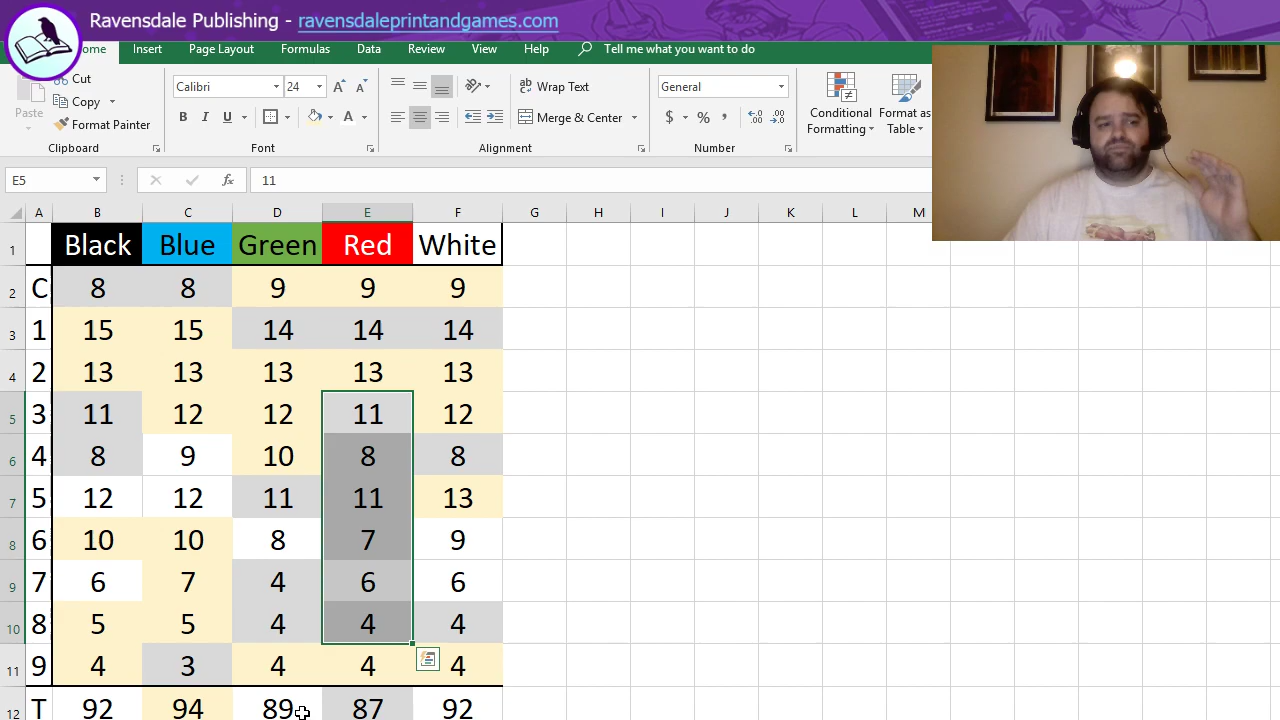 Ravensdale Publishing - ravensdaleprintandgames.com
ome Insert Page Layout Formulas Data Review View Help Tell me what you want to do
Cut
Copy
Paste
Format Painter
Clipboard
Calibri 24 A A
B I U A
Font
ab Wrap Text
Merge & Center
Alignment
General
$ % ,
Number
Conditional Formatting
Format as Table
E5 fx 11
A B C D E F G H I J K L M
1 Black Blue Green Red White
2 C 8 8 9 9 9
3 1 15 15 14 14 14
4 2 13 13 13 13 13
5 3 11 12 12 11 12
6 4 8 9 10 8 8
7 5 12 12 11 11 13
8 6 10 10 8 7 9
9 7 6 7 4 6 6
10 8 5 5 4 4 4
11 9 4 3 4 4 4
12 T 92 94 89 87 92